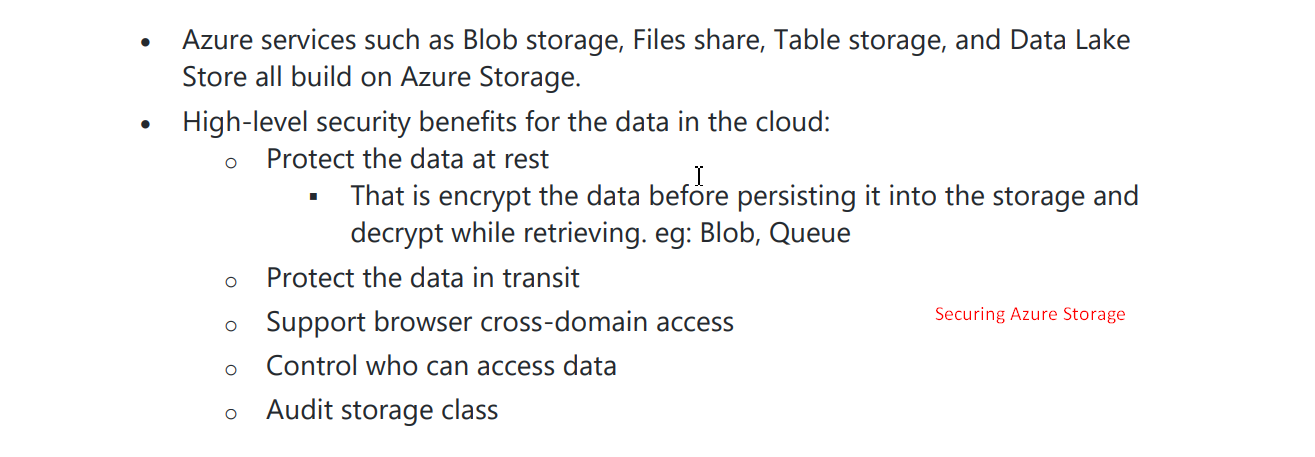 Azure services such as Blob storage, Files share, Table storage, and Data Lake
Store all build on Azure Storage.
High-level security benefits for the data in the cloud:
Protect the data at rest
That is encrypt the data before persisting it into the storage and
decrypt while retrieving. eg: Blob, Queue
Protect the data in transit
Support browser cross-domain access
Securing Azure Storage
Control who can access data
Audit storage class